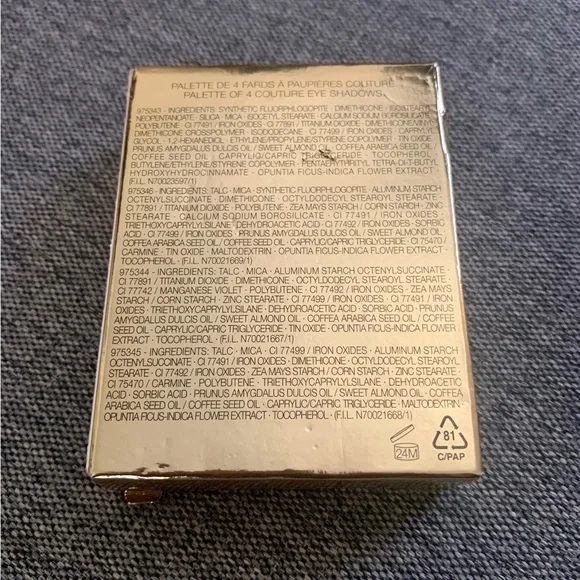 PALETTE DE 4 FARDS À PAUPIÈRES COUTURE
PALETTE OF 4 COUTURE EYE SHADOWS
975343 - INGREDIENTS: SYNTHETIC FLUORPHLOGOPITE · DIMETHICONE · ISOSTEARYL
NEOPENTANOATE · SILICA · MICA · ISOCETYL STEARATE · CALCIUM SODIUM BOROSILICATE ·
POLYBUTENE · CI 77491 / IRON OXIDES · CI 77891 / TITANIUM DIOXIDE · DIMETHICONE/VINYL
DIMETHICONE CROSSPOLYMER · ISODODECANE · CI 77499 / IRON OXIDES · CAPRYLYL
GLYCOL · 1,2-HEXANEDIOL · ETHYLENE/PROPYLENE/STYRENE COPOLYMER · TIN OXIDE ·
PRUNUS AMYGDALUS DULCIS OIL / SWEET ALMOND OIL · COFFEA ARABICA SEED OIL /
COFFEE SEED OIL · CAPRYLIC/CAPRIC TRIGLYCERIDE · TOCOPHEROL ·
BUTYLENE/ETHYLENE/STYRENE COPOLYMER · PENTAERYTHRITYL TETRA-DI-T-BUTYL
HYDROXYHYDROCINNAMATE · OPUNTIA FICUS-INDICA FLOWER EXTRACT ·
(F.I.L. N70023597/1)
975346 - INGREDIENTS: TALC · MICA · SYNTHETIC FLUORPHLOGOPITE · ALUMINUM STARCH
OCTENYLSUCCINATE · DIMETHICONE · OCTYLDODECYL STEAROYL STEARATE ·
CI 77891 / TITANIUM DIOXIDE · POLYBUTENE · ZEA MAYS STARCH / CORN STARCH · ZINC
STEARATE · CALCIUM SODIUM BOROSILICATE · CI 77491 / IRON OXIDES ·
TRIETHOXYCAPRYLYLSILANE · DEHYDROACETIC ACID · CI 77492 / IRON OXIDES · SORBIC
ACID · CI 77499 / IRON OXIDES · PRUNUS AMYGDALUS DULCIS OIL / SWEET ALMOND OIL ·
COFFEA ARABICA SEED OIL / COFFEE SEED OIL · CAPRYLIC/CAPRIC TRIGLYCERIDE · CI 75470 /
CARMINE · TIN OXIDE · MALTODEXTRIN · OPUNTIA FICUS-INDICA FLOWER EXTRACT ·
TOCOPHEROL · (F.I.L. N70021669/1)
975344 - INGREDIENTS: TALC · MICA · ALUMINUM STARCH OCTENYLSUCCINATE ·
CI 77891 / TITANIUM DIOXIDE · DIMETHICONE · OCTYLDODECYL STEAROYL STEARATE ·
CI 77742 / MANGANESE VIOLET · POLYBUTENE · CI 77492 / IRON OXIDES · ZEA MAYS
STARCH / CORN STARCH · ZINC STEARATE · CI 77499 / IRON OXIDES · CI 77491 / IRON
OXIDES · TRIETHOXYCAPRYLYLSILANE · DEHYDROACETIC ACID · SORBIC ACID · PRUNUS
AMYGDALUS DULCIS OIL / SWEET ALMOND OIL · COFFEA ARABICA SEED OIL / COFFEE
SEED OIL · CAPRYLIC/CAPRIC TRIGLYCERIDE · TIN OXIDE · OPUNTIA FICUS-INDICA FLOWER
EXTRACT · TOCOPHEROL · (F.I.L. N70021667/1)
975345 - INGREDIENTS: TALC · MICA · CI 77499 / IRON OXIDES · ALUMINUM STARCH
OCTENYLSUCCINATE · CI 77491 / IRON OXIDES · DIMETHICONE · OCTYLDODECYL STEAROYL
STEARATE · CI 77492 / IRON OXIDES · ZEA MAYS STARCH / CORN STARCH · ZINC STEARATE ·
CI 75470 / CARMINE · POLYBUTENE · TRIETHOXYCAPRYLYLSILANE · DEHYDROACETIC
ACID · SORBIC ACID · PRUNUS AMYGDALUS DULCIS OIL / SWEET ALMOND OIL · COFFEA
ARABICA SEED OIL / COFFEE SEED OIL · CAPRYLIC/CAPRIC TRIGLYCERIDE · MALTODEXTRIN ·
OPUNTIA FICUS-INDICA FLOWER EXTRACT · TOCOPHEROL · (F.I.L. N70021668/1)
24M
81
C/PAP